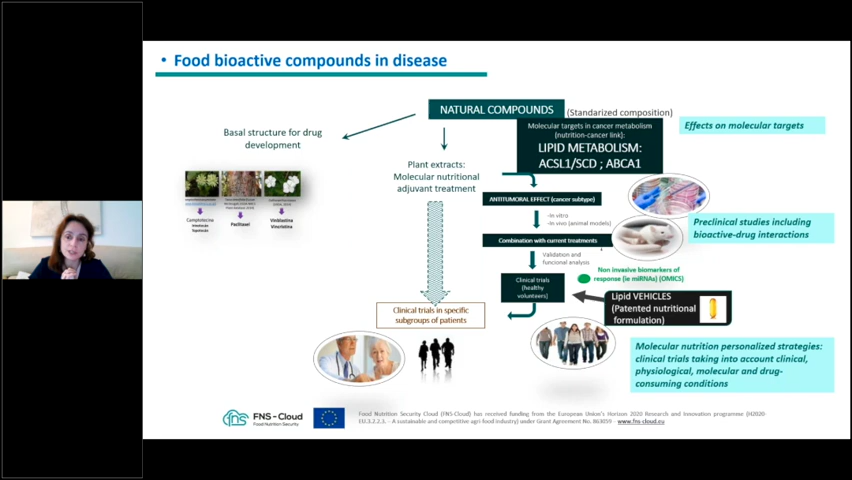 • Food bioactive compounds in disease
NATURAL COMPOUNDS
(Standarized composition)
Effects on molecular targets
Molecular targets in cancer metabolism
(nutrition-cancer link):
LIPID METABOLISM:
ACSL1/SCD ; ABCA1
Basal structure for drug
development
Plant extracts:
Molecular nutritional
adjuvant treatment
Camptoticina
Paclitaxel
Vinblastina
Vincristina
ANTITUMORAL EFFECT (cancer subtype)
-In vitro
-In vivo (animal models)
Combination with current treatments
Preclinical studies including
bioactive-drug interactions
Validation and
funcional analysis
Non invasive biomarkers of
response (ie miRNAs) (OMICS)
Clinical trials
(healthy
volunteers)
Lipid VEHICLES
(Patented nutritional
formulation)
Clinical trials in specific
subgroups of patients
Molecular nutrition personalized strategies:
clinical trials taking into account clinical,
physiological, molecular and drug-
consuming conditions
fns
FNS-Cloud
Food Nutrition Security
Food Nutrition Security Cloud (FNS-Cloud) has received funding from the European Union's Horizon 2020 Research and Innovation programme (H2020-
EU.3.2.2.3. – A sustainable and competitive agri-food industry) under Grant Agreement No. 863059 – www.fns-cloud.eu